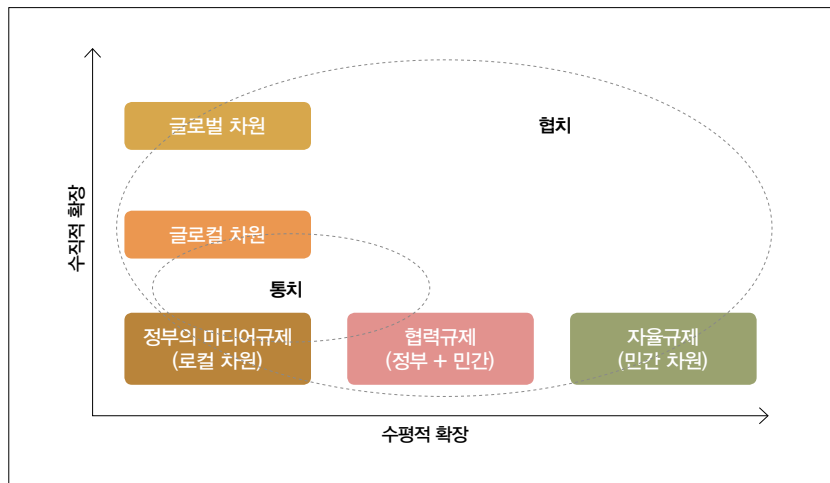 글로벌 차원
협치
수직적 확장
글로컬 차원
통치
정부의 미디어규제
(로컬 차원)
협력규제
(정부 + 민간)
자율규제
(민간 차원)
수평적 확장